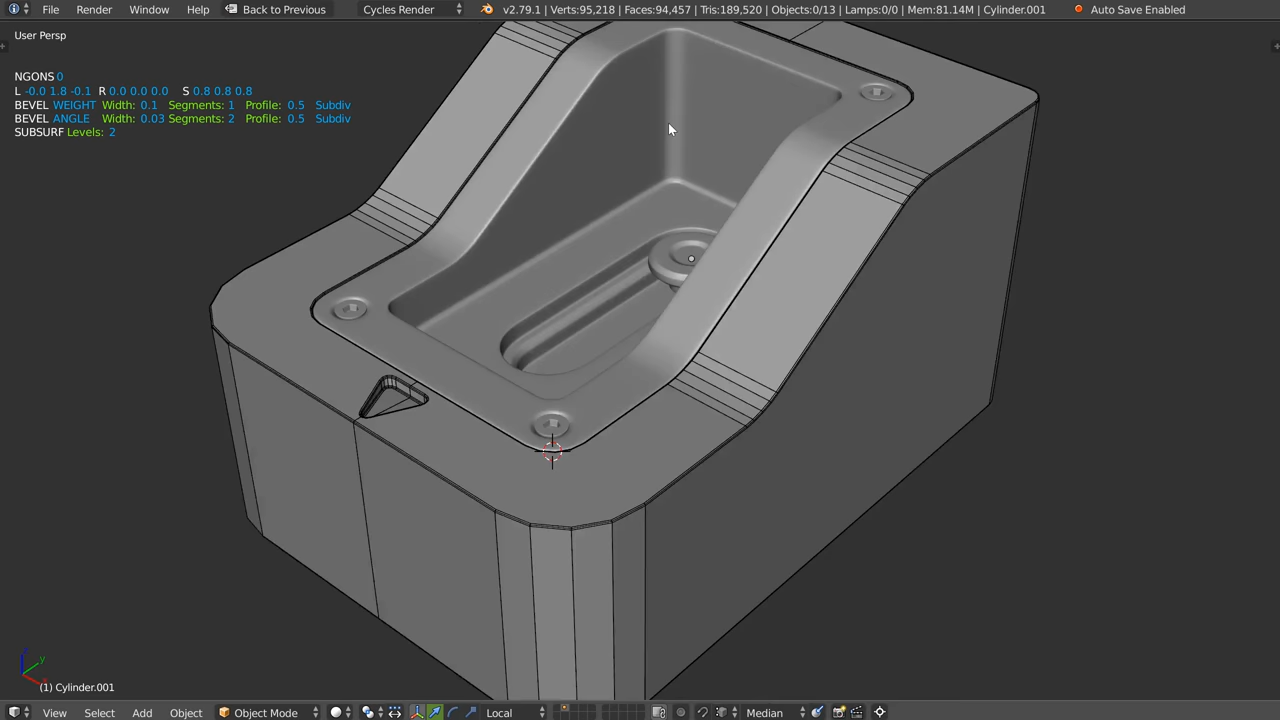 File Render Window Help Back to Previous Cycles Render v2.79.1 | Verts:95,218 | Faces:94,457 | Tris:189,520 | Objects:0/13 | Lamps:0/0 | Mem:81.14M | Cylinder.001 Auto Save Enabled
User Persp
NGONS 0
L -0.0 1.8 -0.1 R 0.0 0.0 0.0 S 0.8 0.8 0.8
BEVEL WEIGHT Width: 0.1 Segments: 1 Profile: 0.5 Subdiv
BEVEL ANGLE Width: 0.03 Segments: 2 Profile: 0.5 Subdiv
SUBSURF Levels: 2
z
y
(1) Cylinder.001
View Select Add Object Object Mode Local Median